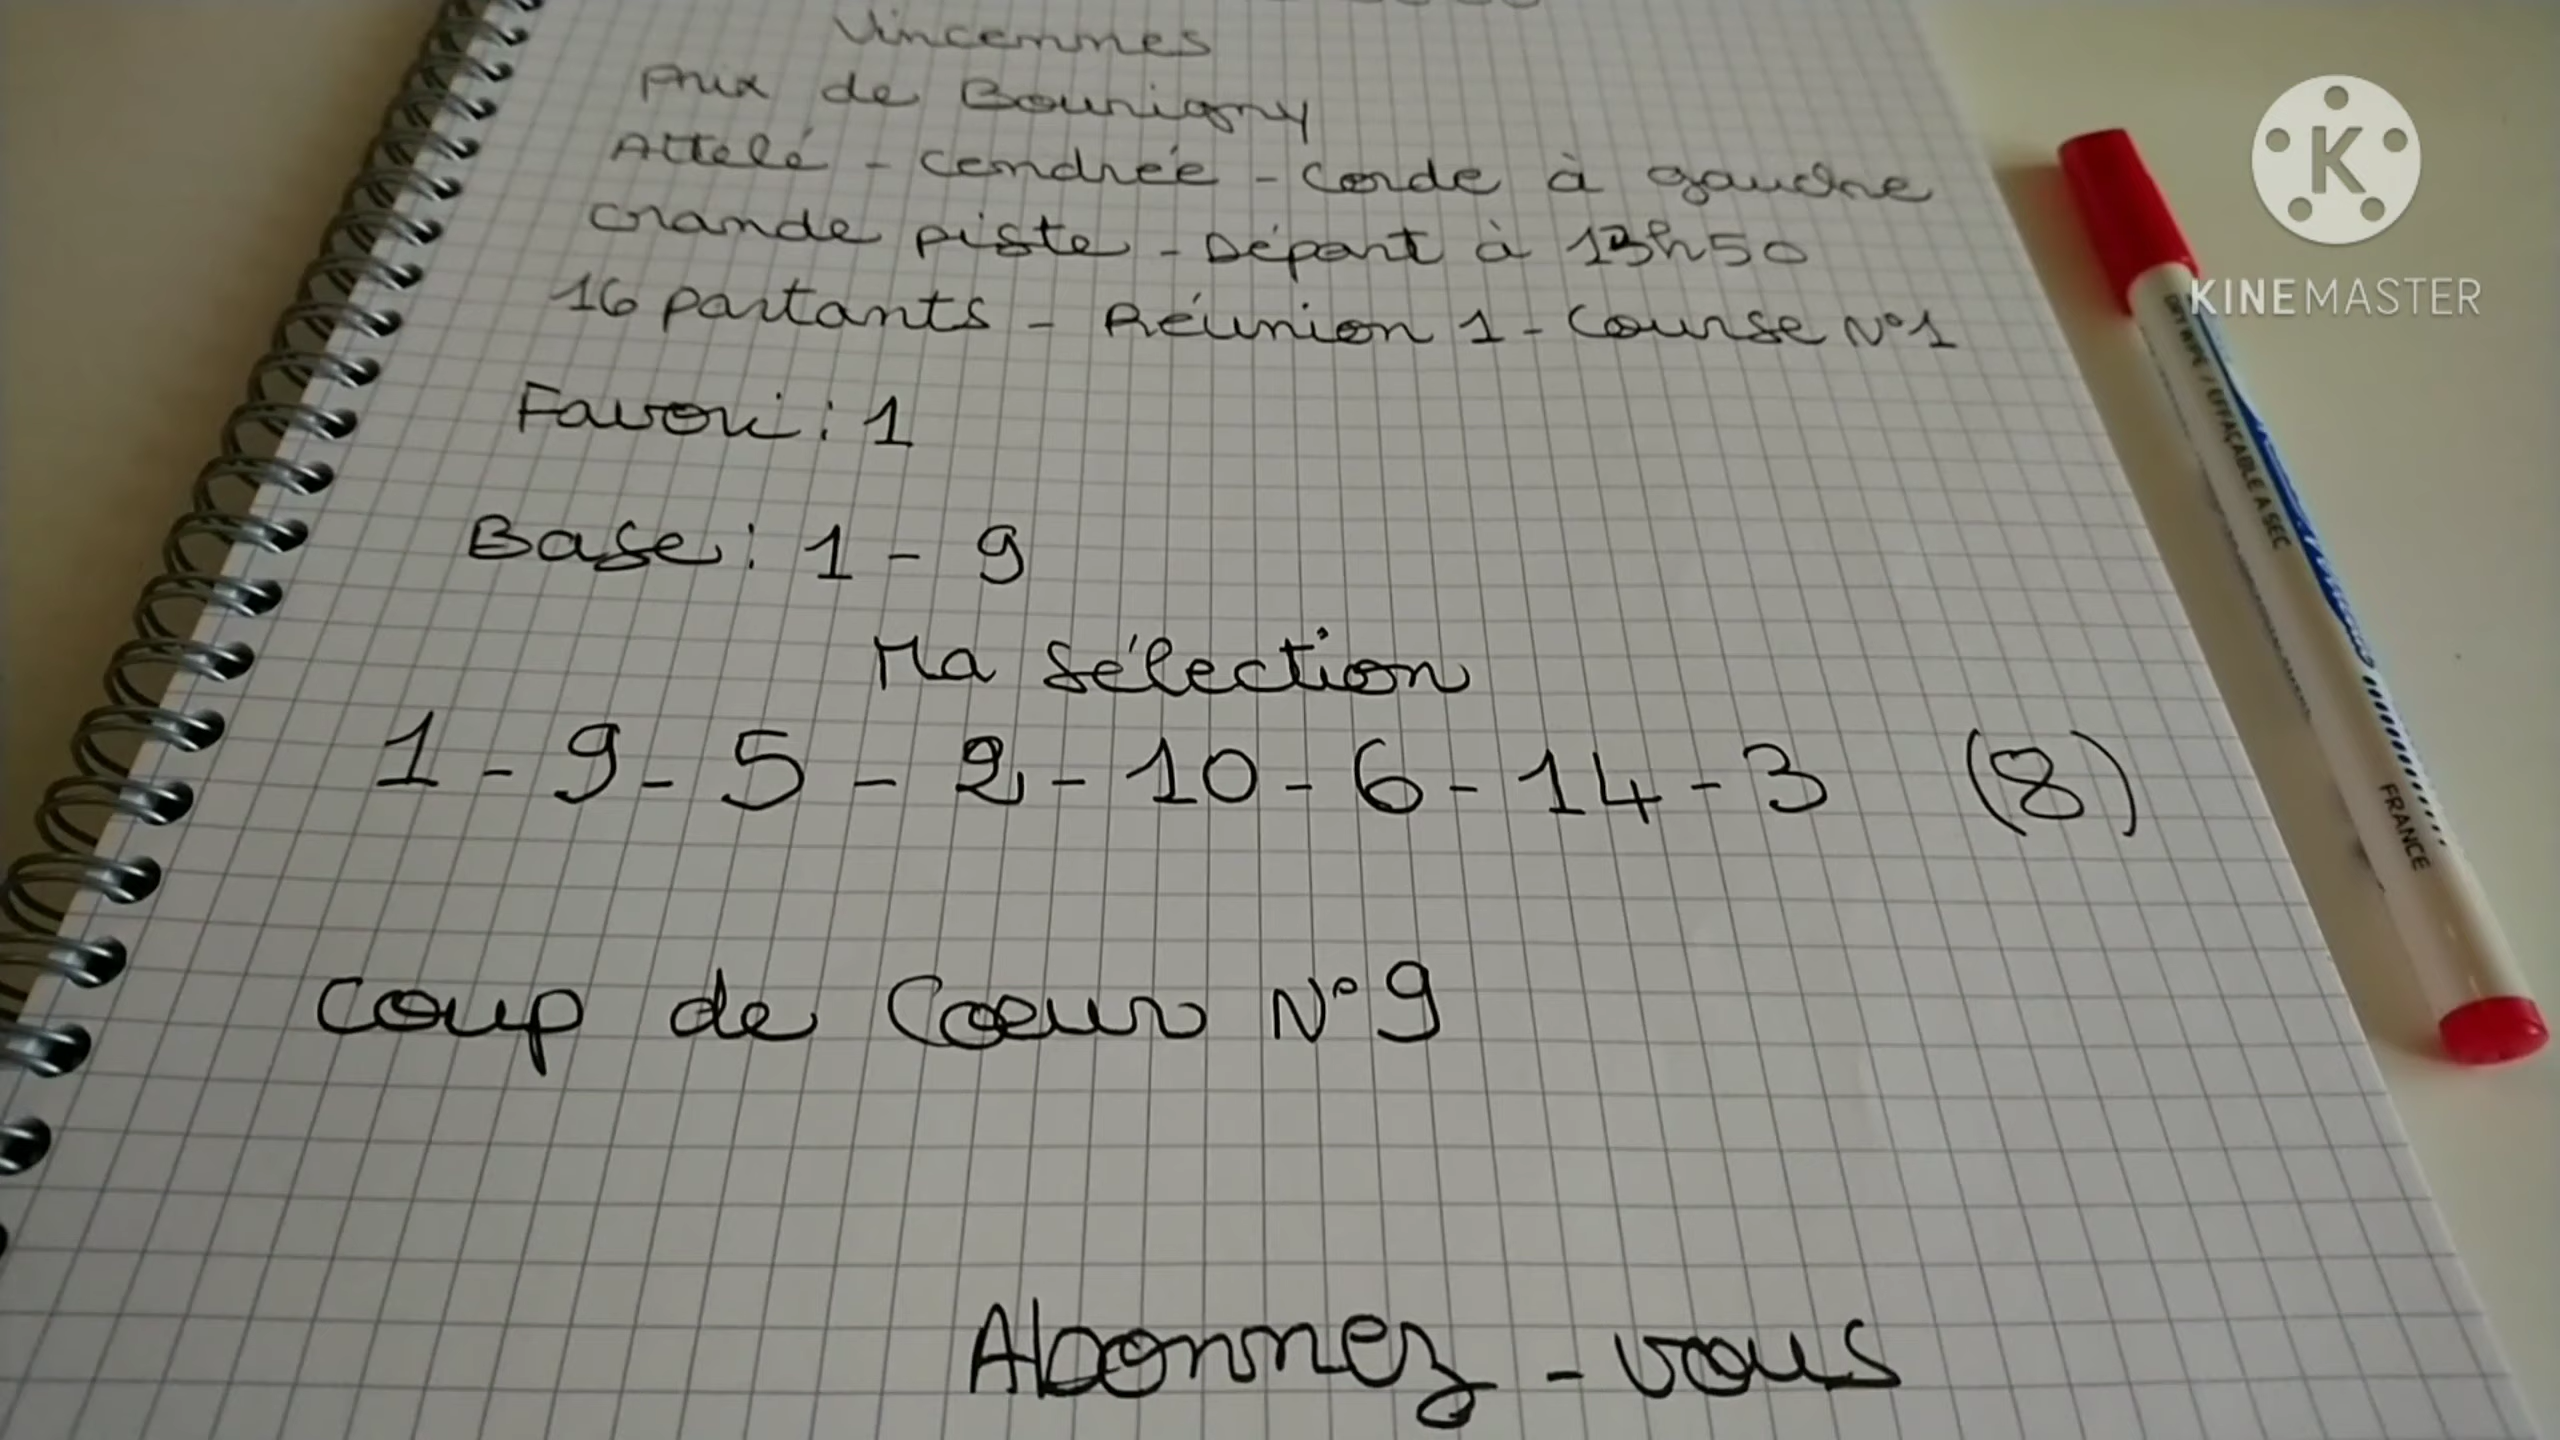 Vincennes
Prix de Bourigny
Attelé - Cendrée - Corde à gauche
Grande piste - Départ à 13h50
16 partants - Réunion 1 - Course N°1
Favori : 1
Base : 1 - 9
Ma sélection
1 - 9 - 5 - 2 - 10 - 6 - 14 - 3 (8)
Coup de Coeur N°9
Abonnez - vous
KINEMASTER
EFFAÇABLE A SEC
FRANCE